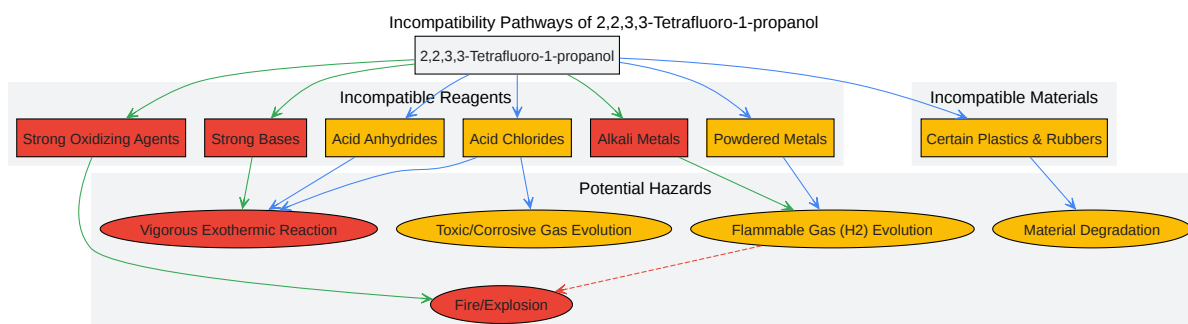 Incompatibility Pathways of 2,2,3,3-Tetrafluoro-1-propanol
2,2,3,3-Tetrafluoro-1-propanol
Incompatible Reagents
Incompatible Materials
Strong Oxidizing Agents
Strong Bases
Acid Anhydrides
Acid Chlorides
Alkali Metals
Powdered Metals
Certain Plastics & Rubbers
Potential Hazards
Vigorous Exothermic Reaction
Toxic/Corrosive Gas Evolution
Flammable Gas (H2) Evolution
Material Degradation
Fire/Explosion